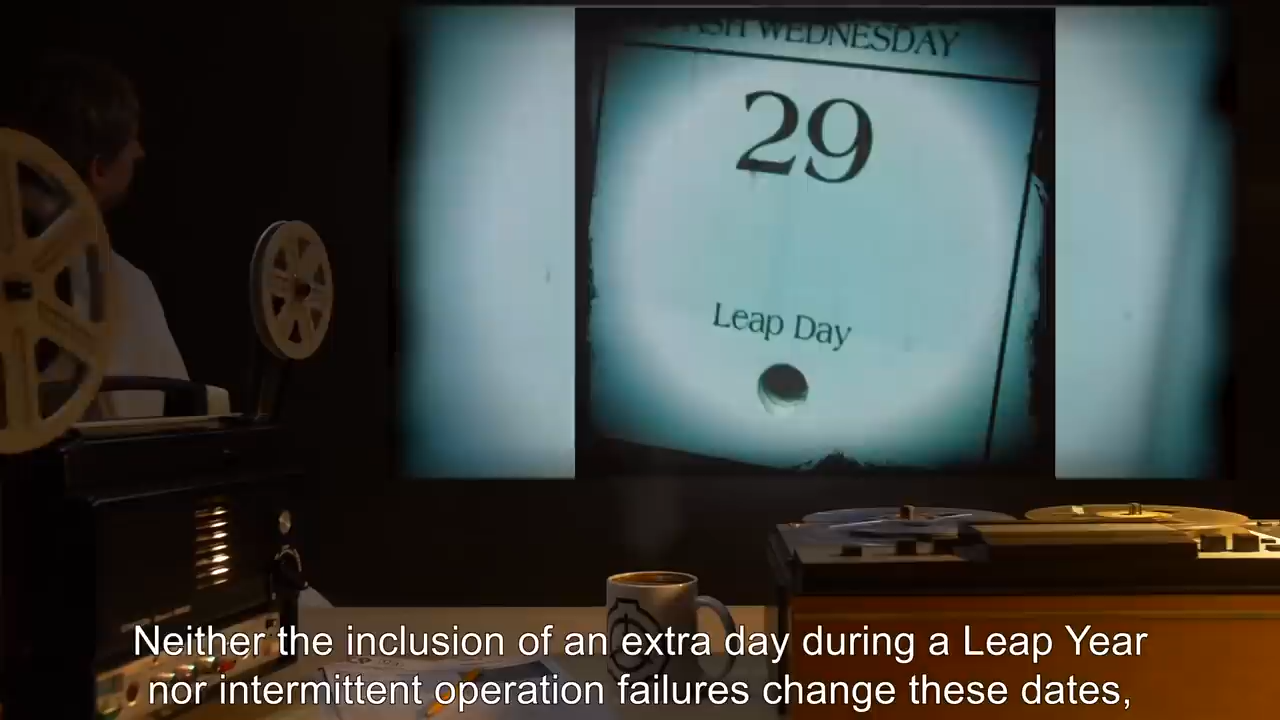 ASH WEDNESDAY
29
Leap Day
Neither the inclusion of an extra day during a Leap Year
nor intermittent operation failures change these dates,